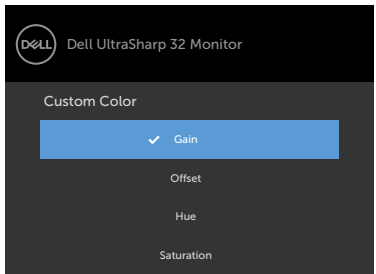 DELL
Dell UltraSharp 32 Monitor
Custom Color
Gain
Offset
Hue
Saturation